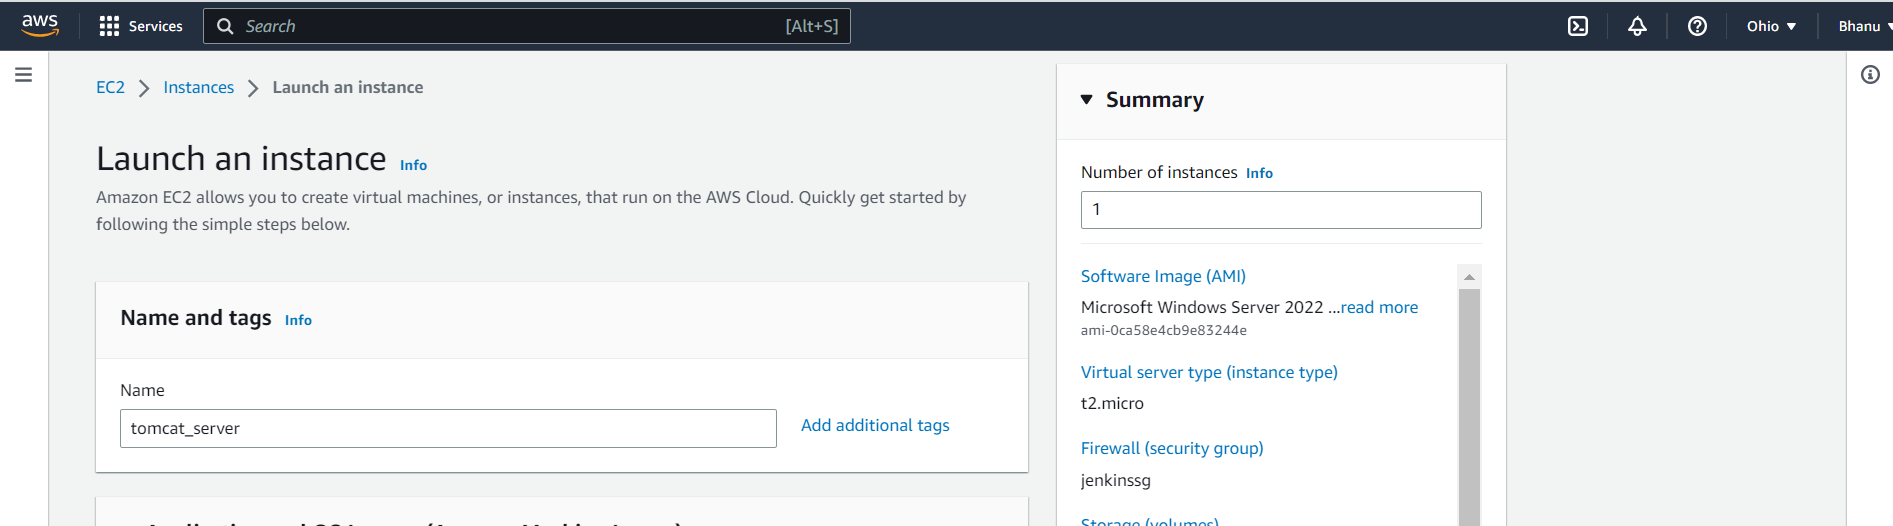 aws
Services
Search
[Alt+S]
Ohio
Bhanu
EC2
Instances
Launch an instance
Launch an instance Info
Amazon EC2 allows you to create virtual machines, or instances, that run on the AWS Cloud. Quickly get started by
following the simple steps below.
Name and tags Info
Name
tomcat_server
Add additional tags
Summary
Number of instances Info
1
Software Image (AMI)
Microsoft Windows Server 2022 ...read more
ami-0ca58e4cb9e83244e
Virtual server type (instance type)
t2.micro
Firewall (security group)
jenkinssg
Storage (volumes)